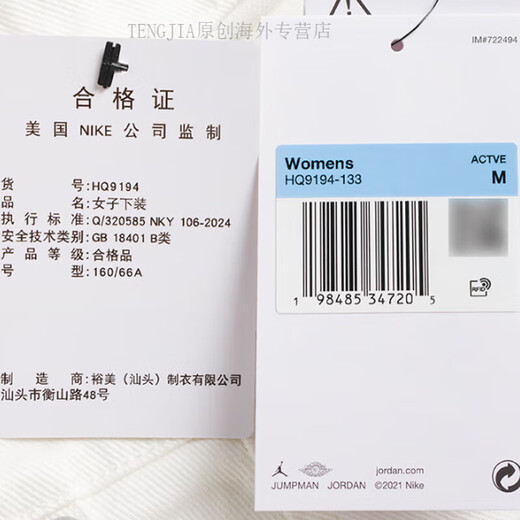 TENGJIA原创海外专营店
合格证
美国NIKE公司监制
货号:HQ9194
品名:女子下装
执行标准:Q/320585 NKY 106-2024
安全技术类别:GB 18401 B类
产品等级:合格品
号型:160/66A
制造商:裕美(汕头)制衣有限公司
汕头市衡山路48号
IM#722494
Womens
ACTVE
HQ9194-133
M
1 98485 34720 5
RFID
JUMPMAN JORDAN
jordan.com
©2021 Nike
M